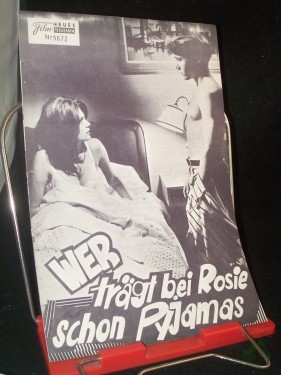 Neues
Film
Programm
Nr. 5672
WER
trägt bei Rosie
schon Pyjamas